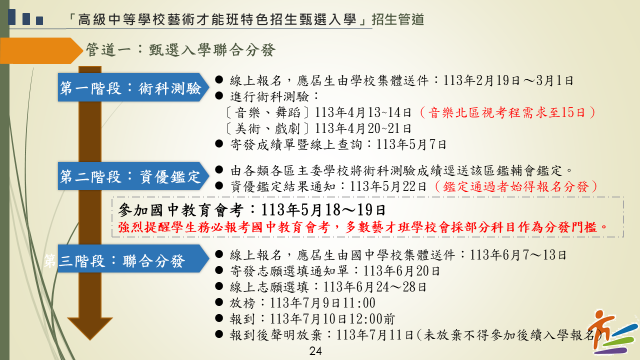 「高級中等學校藝術才能班特色招生甄選入學」招生管道
管道一：甄選入學聯合分發
第一階段：術科測驗
● 線上報名，應屆生由學校集體送件：113年2月19日～3月1日
● 進行術科測驗：
［音樂、舞蹈］113年4月13~14日（音樂北區視考程需求至15日）
［美術、戲劇］113年4月20~21日
● 寄發成績單暨線上查詢：113年5月7日
第二階段：資優鑑定
● 由各類各區主委學校將術科測驗成績逕送該區鑑輔會鑑定。
● 資優鑑定結果通知：113年5月22日（鑑定通過者始得報名分發）
參加國中教育會考：113年5月18～19日
強烈提醒學生務必報考國中教育會考，多數藝才班學校會採部分科目作為分發門檻。
第三階段：聯合分發
● 線上報名，應屆生由國中學校集體送件：113年6月7～13日
● 寄發志願選填通知單：113年6月20日
● 線上志願選填：113年6月24～28日
● 放榜：113年7月9日11:00
● 報到：113年7月10日12:00前
● 報到後聲明放棄：113年7月11日(未放棄不得參加後續入學報名)
24